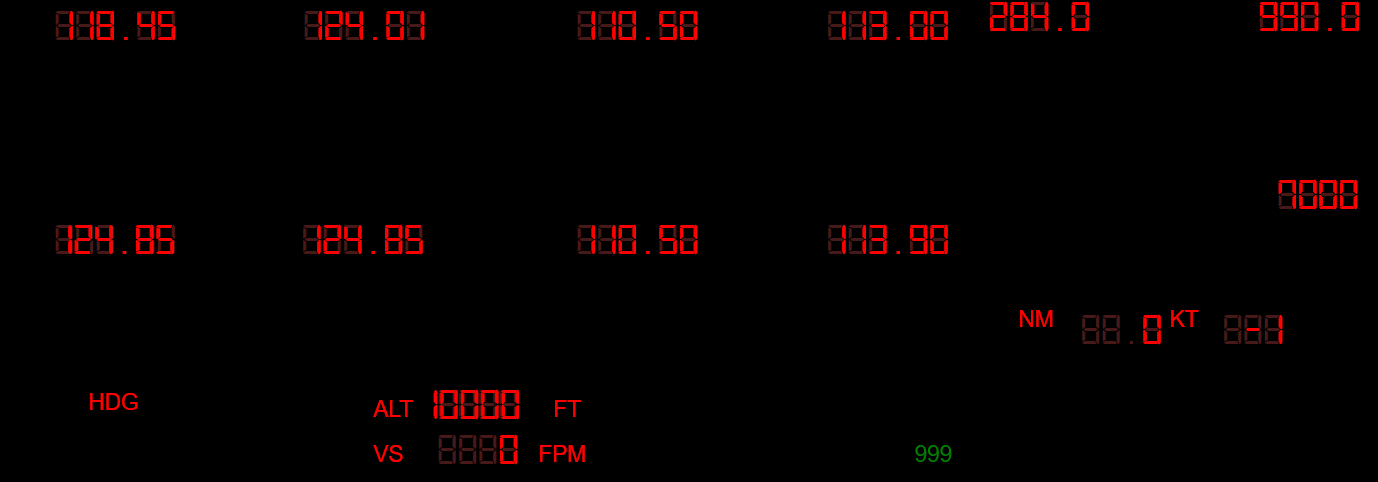 118.45 124.01 110.50 113.00 284.0 990.0
7000
124.85 124.85 110.50 113.90
NM .0 KT -1
HDG ALT 10000 FT
VS 0 FPM 999